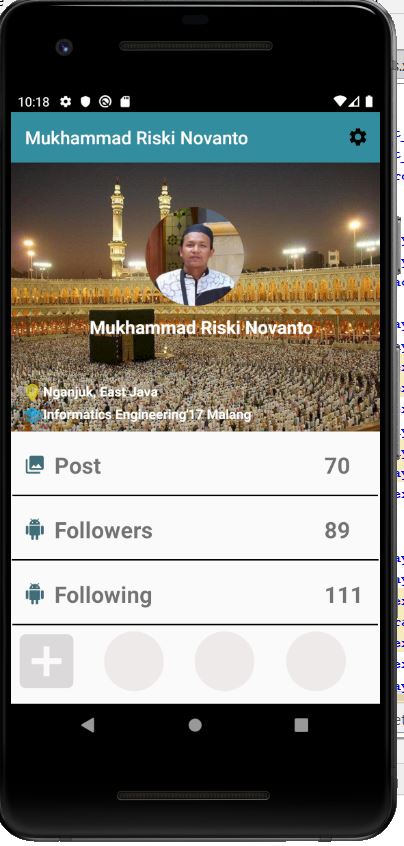 10:18
Mukhammad Riski Novanto
Mukhammad Riski Novanto
Nganjuk, East Java
Informatics Engineering'17 Malang
Post 70
Followers 89
Following 111